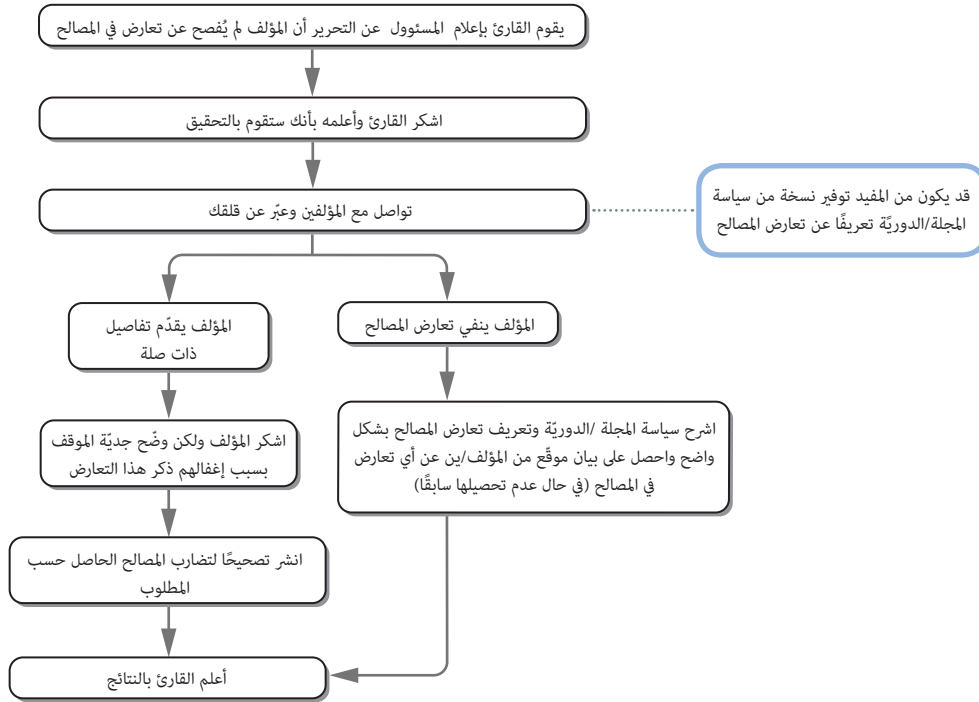 يقوم القارئ بإعلام المسئوول عن التحرير أن المؤلف لم يُفصح عن تعارض في المصالح
اشكر القارئ وأعلمه بأنك ستقوم بالتحقيق
تواصل مع المؤلفين وعبّر عن قلقك
قد يكون من المفيد توفير نسخة من سياسة
المجلة/الدوريّة تعريفًا عن تعارض المصالح
المؤلف ينفي تعارض المصالح
اشرح سياسة المجلة /الدوريّة وتعريف تعارض المصالح بشكل
واضح واحصل على بيان موقّع من المؤلف/ين عن أي تعارض
في المصالح (في حال عدم تحصيلها سابقًا)
المؤلف يقدّم تفاصيل
ذات صلة
اشكر المؤلف ولكن وضّح جديّة الموقف
بسبب إغفالهم ذكر هذا التعارض
انشر تصحيحًا لتضارب المصالح الحاصل حسب
المطلوب
أعلم القارئ بالنتائج